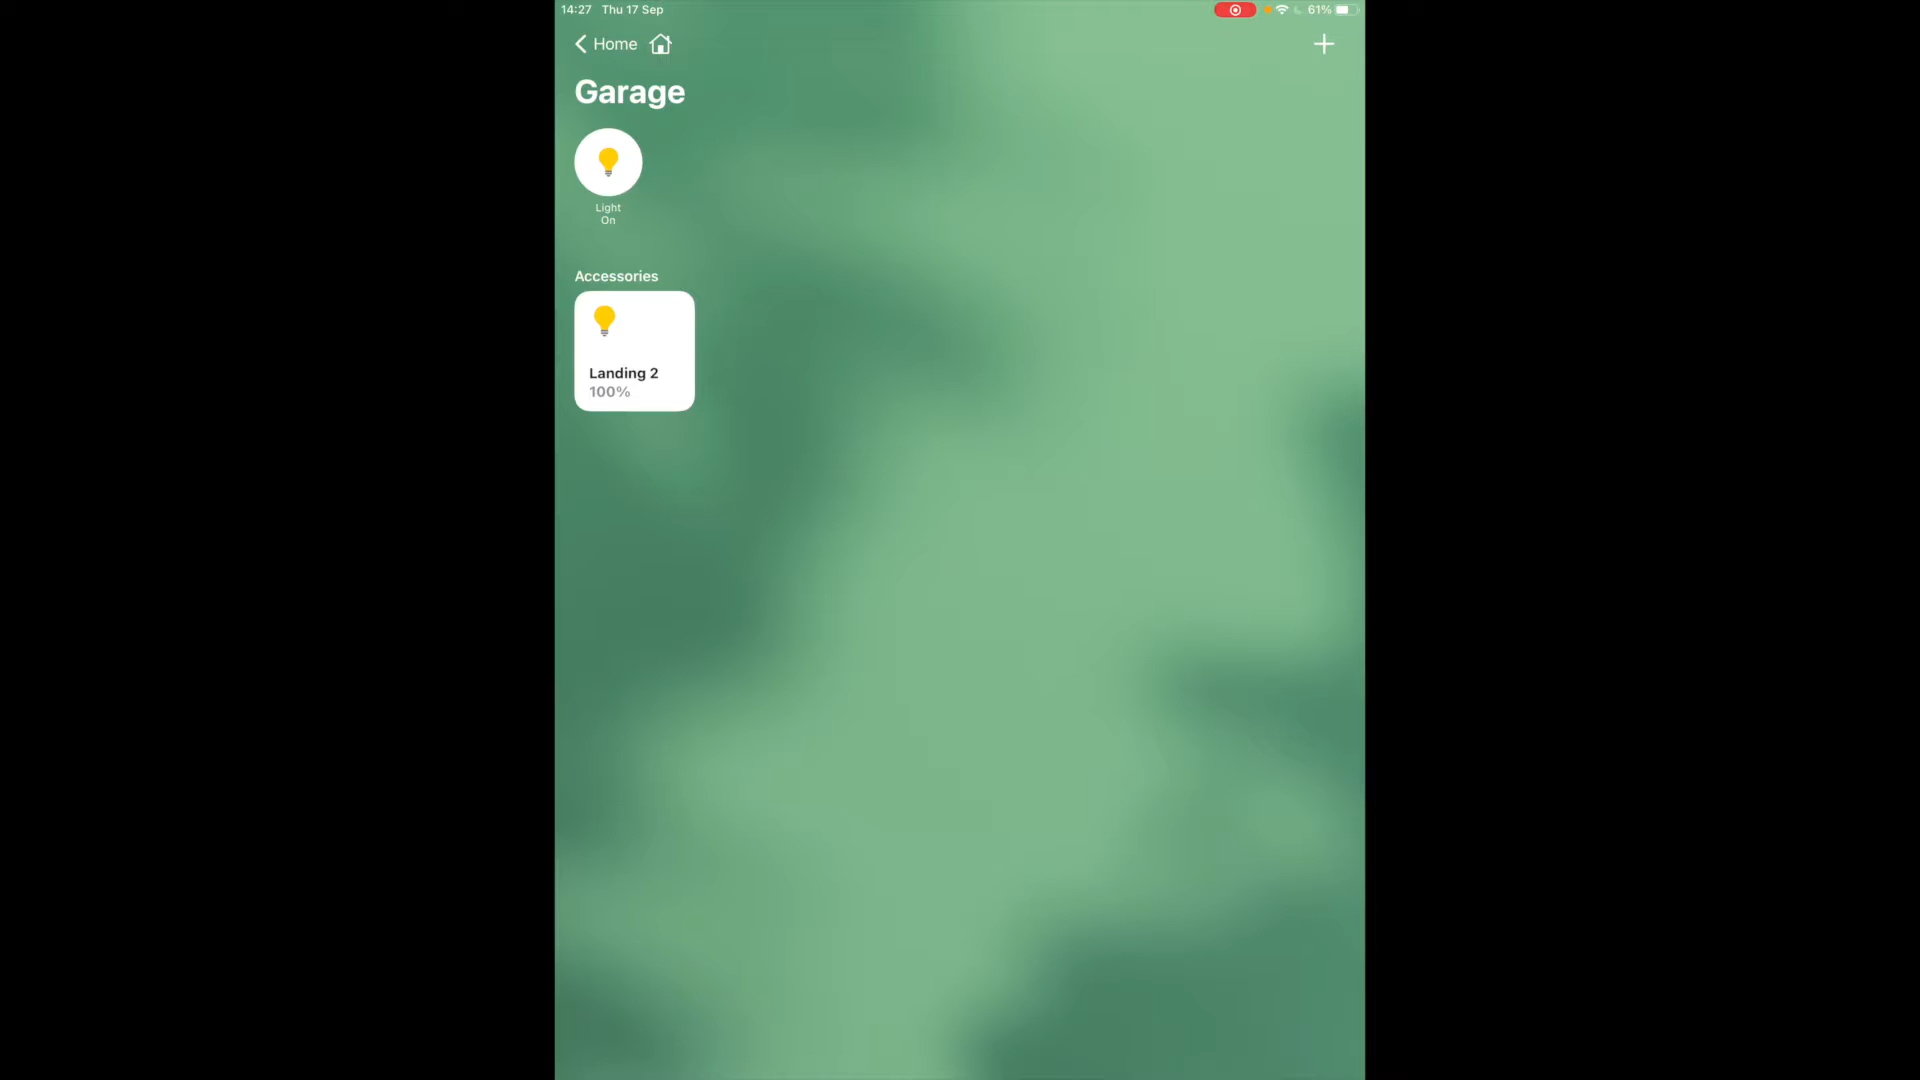 14:27 Thu 17 Sep 61%
Home
Garage
Light
On
Accessories
Landing 2
100%